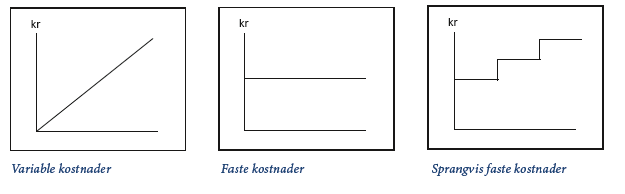 kr
kr
kr
Variable kostnader
Faste kostnader
Sprangvis faste kostnader